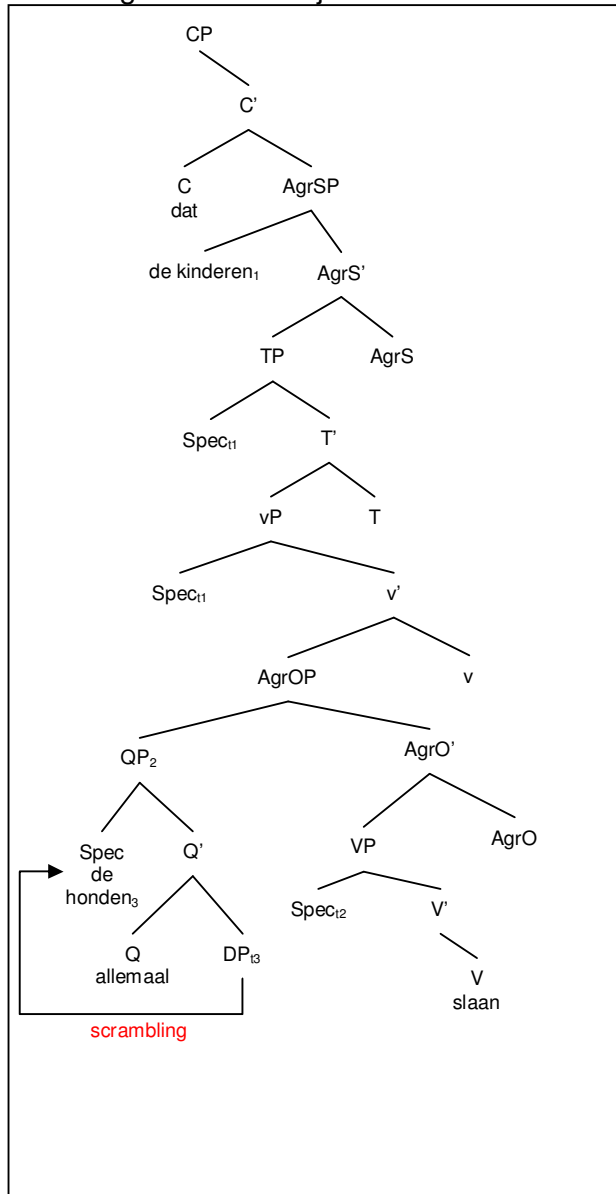 CP
C’
C AgrSP
dat
de kinderen₁ AgrS’
TP AgrS
Specₜ₁ T’
vP T
Specₜ₁ v’
AgrOP v
QP₂ AgrO’
Spec Q’ VP AgrO
de
honden₃ Specₜ₂ V’
Q DPₜ₃ V
allemaal slaan
scrambling